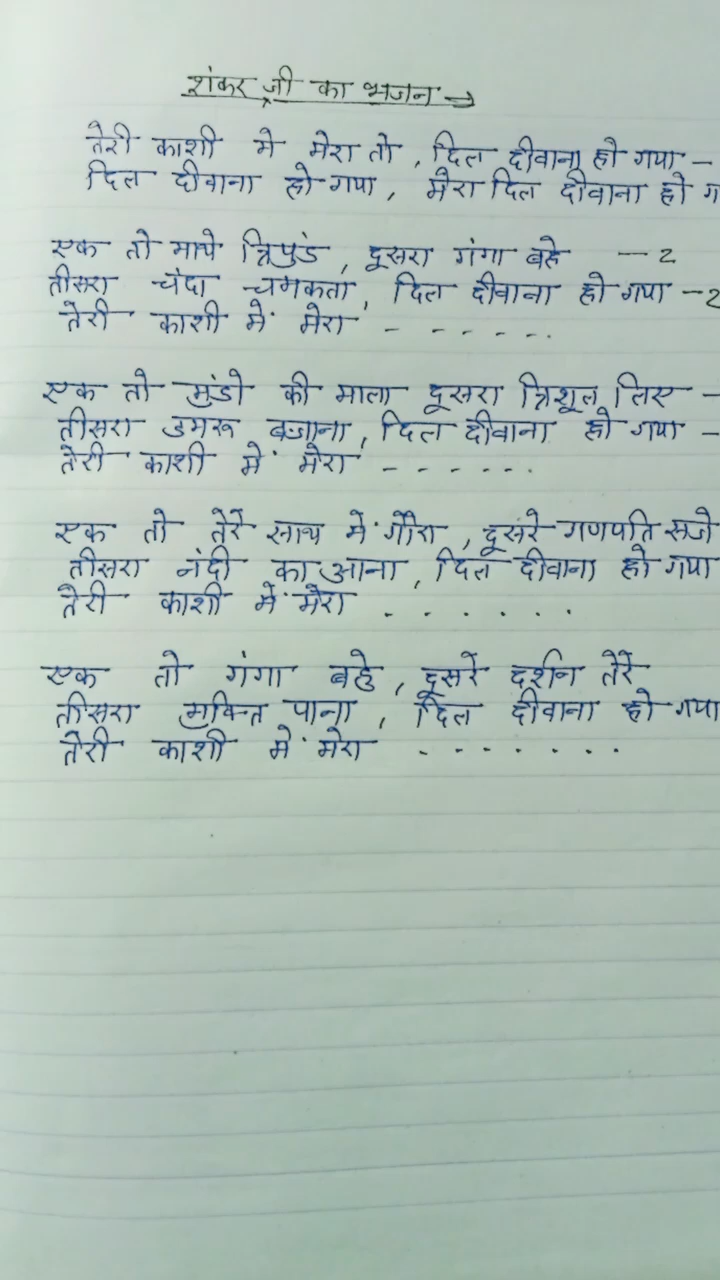 शंकर जी का भजन →
तेरी काशी मे मेरा तो, दिल दीवाना हो गया -
दिल दीवाना हो गया, मेरा दिल दीवाना हो ग
एक तो माथे त्रिपुंड, दूसरा गंगा बहे -2
तीसरा चंदा चमकता, दिल दीवाना हो गया -2
तेरी काशी में मेरा - - - - - -
एक तो मुंडो की माला दूसरा त्रिशूल लिए -
तीसरा डमरू बजाना, दिल दीवाना हो गया -
तेरी काशी में मेरा - - - - - -
एक तो तेरे साथ में गौरा, दूसरे गणपति सजे
तीसरा नंदी का आना, दिल दीवाना हो गया
तेरी काशी में मेरा . . . . . . .
एक तो गंगा बहे, दूसरे दर्शन तेरे
तीसरा मुक्ति पाना, दिल दीवाना हो गया
तेरी काशी में मेरा - - - - - - -